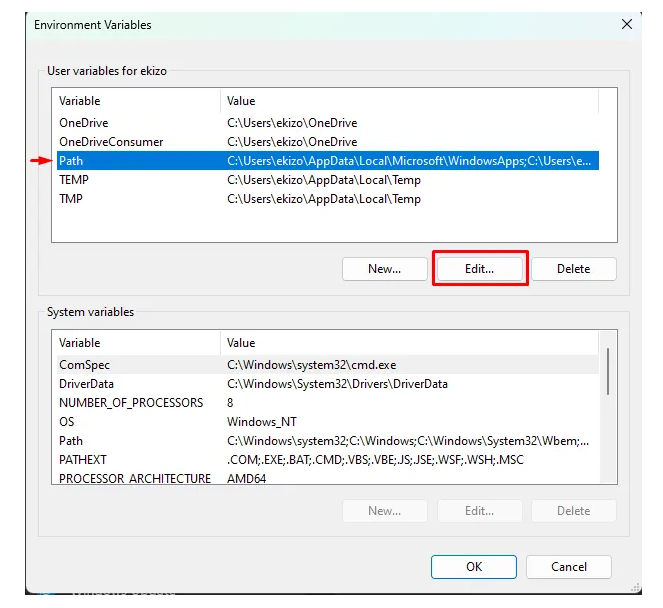 Environment Variables
User variables for ekizo
Variable Value
OneDrive C:\Users\ekizo\OneDrive
OneDriveConsumer C:\Users\ekizo\OneDrive
Path C:\Users\ekizo\AppData\Local\Microsoft\WindowsApps;C:\Users\e...
TEMP C:\Users\ekizo\AppData\Local\Temp
TMP C:\Users\ekizo\AppData\Local\Temp
New... Edit... Delete
System variables
Variable Value
ComSpec C:\Windows\system32\cmd.exe
DriverData C:\Windows\System32\Drivers\DriverData
NUMBER_OF_PROCESSORS 8
OS Windows_NT
Path C:\Windows\system32;C:\Windows;C:\Windows\System32\Wbem;...
PATHEXT .COM;.EXE;.BAT;.CMD;.VBS;.VBE;.JS;.JSE;.WSF;.WSH;.MSC
PROCESSOR_ARCHITECTURE AMD64
New... Edit... Delete
OK Cancel